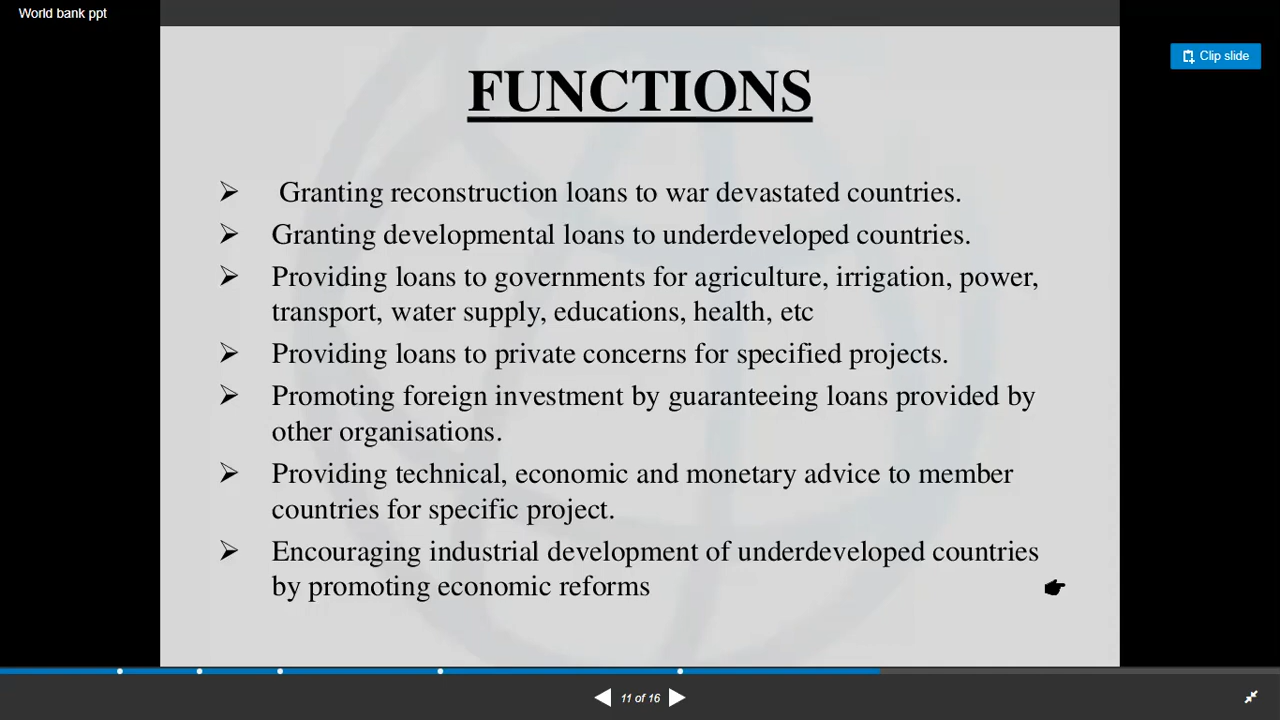 World bank ppt
Clip slide
FUNCTIONS
Granting reconstruction loans to war devastated countries.
Granting developmental loans to underdeveloped countries.
Providing loans to governments for agriculture, irrigation, power,
transport, water supply, educations, health, etc
Providing loans to private concerns for specified projects.
Promoting foreign investment by guaranteeing loans provided by
other organisations.
Providing technical, economic and monetary advice to member
countries for specific project.
Encouraging industrial development of underdeveloped countries
by promoting economic reforms
11 of 16